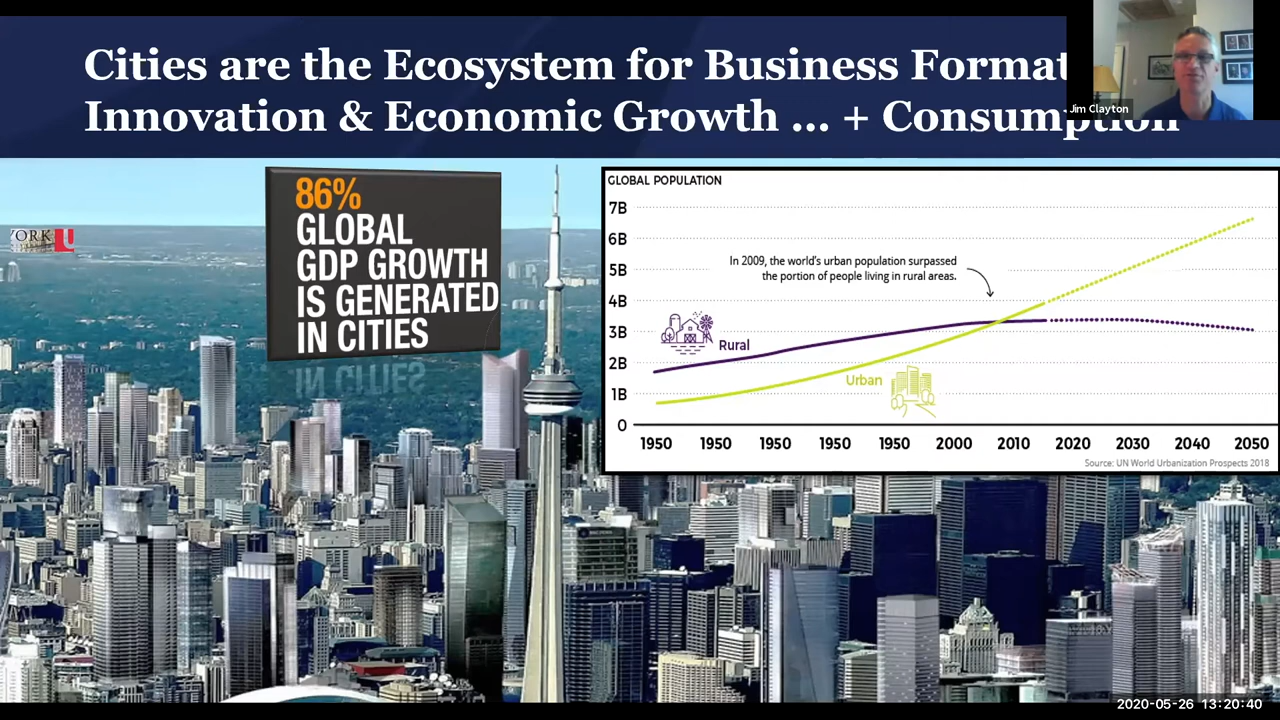 Cities are the Ecosystem for Business Format
Innovation & Economic Growth ... + Consumption
Jim Clayton
86%
GLOBAL
GDP GROWTH
IS GENERATED
IN CITIES
IN CITIES
ORK
U
GLOBAL POPULATION
7B
6B
5B
4B
3B
2B
1B
0
In 2009, the world's urban population surpassed
the portion of people living in rural areas.
Rural
Urban
1950 1950 1950 1950 1950 2000 2010 2020 2030 2040 2050
Source: UN World Urbanization Prospects 2018
2020-05-26 13:20:40